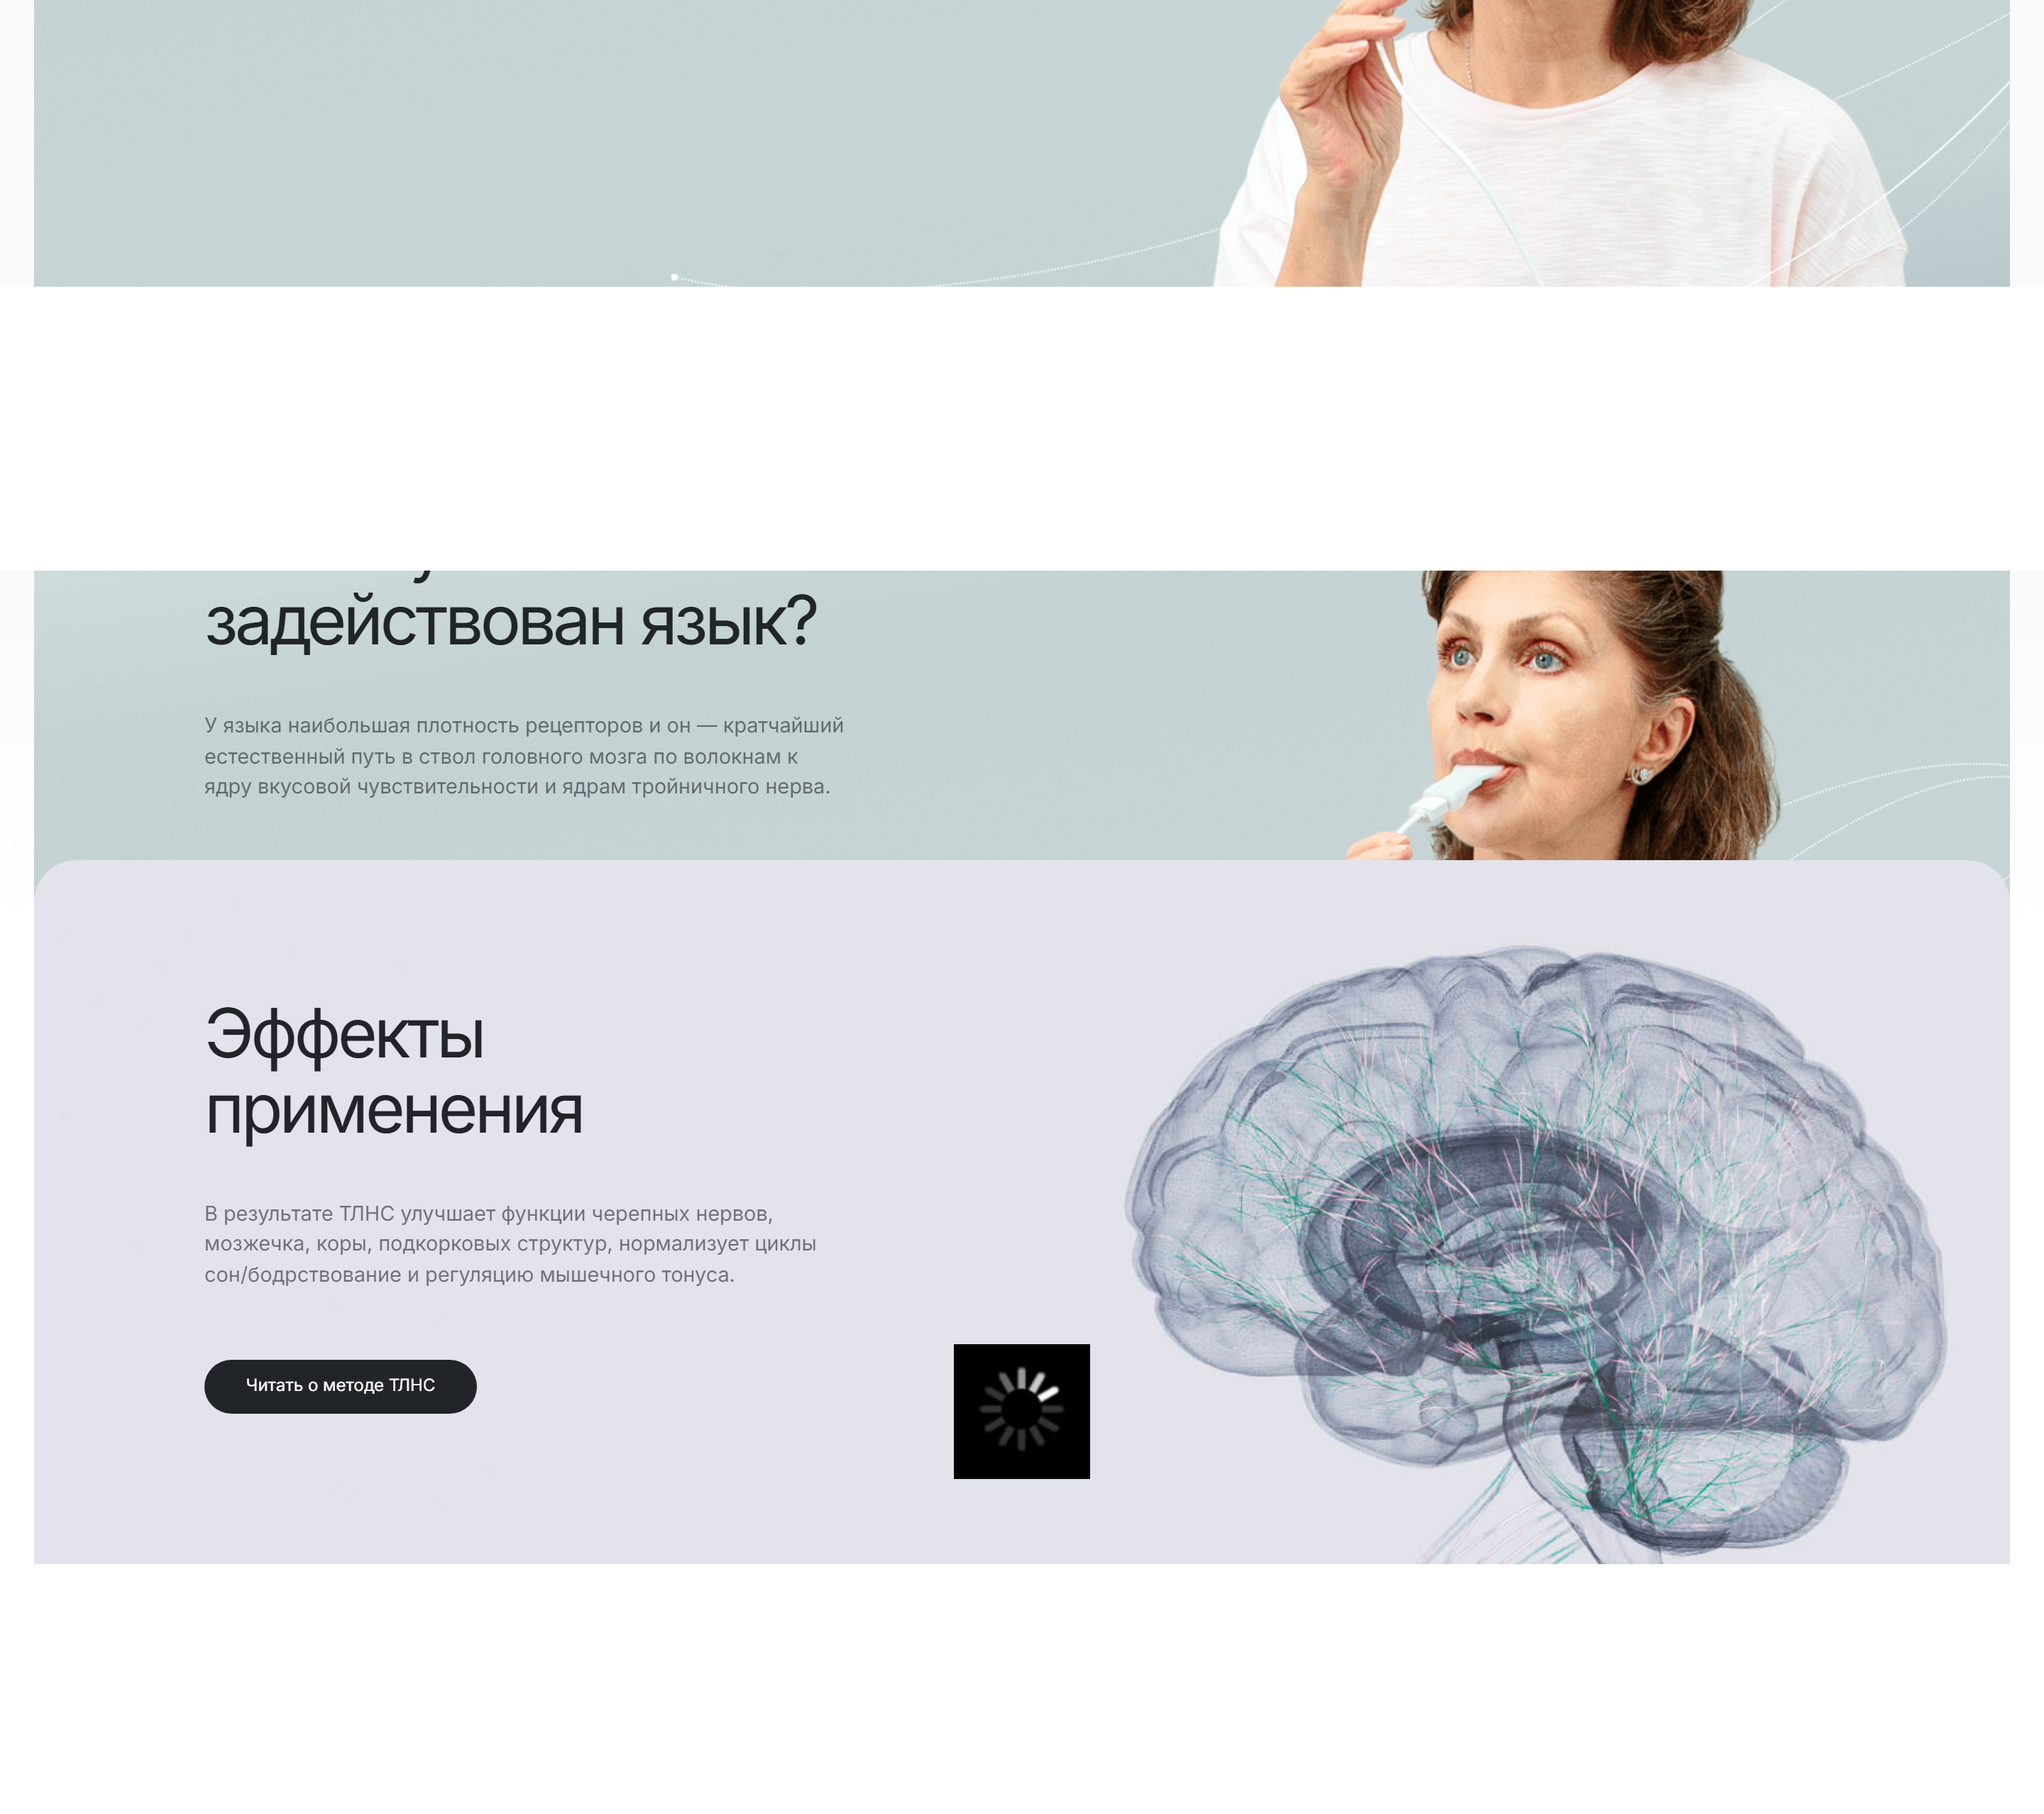 задействован язык?
У языка наибольшая плотность рецепторов и он — кратчайший
естественный путь в ствол головного мозга по волокнам к
ядру вкусовой чувствительности и ядрам тройничного нерва.
Эффекты
применения
В результате ТЛНС улучшает функции черепных нервов,
мозжечка, коры, подкорковых структур, нормализует циклы
сон/бодрствование и регуляцию мышечного тонуса.
Читать о методе ТЛНС